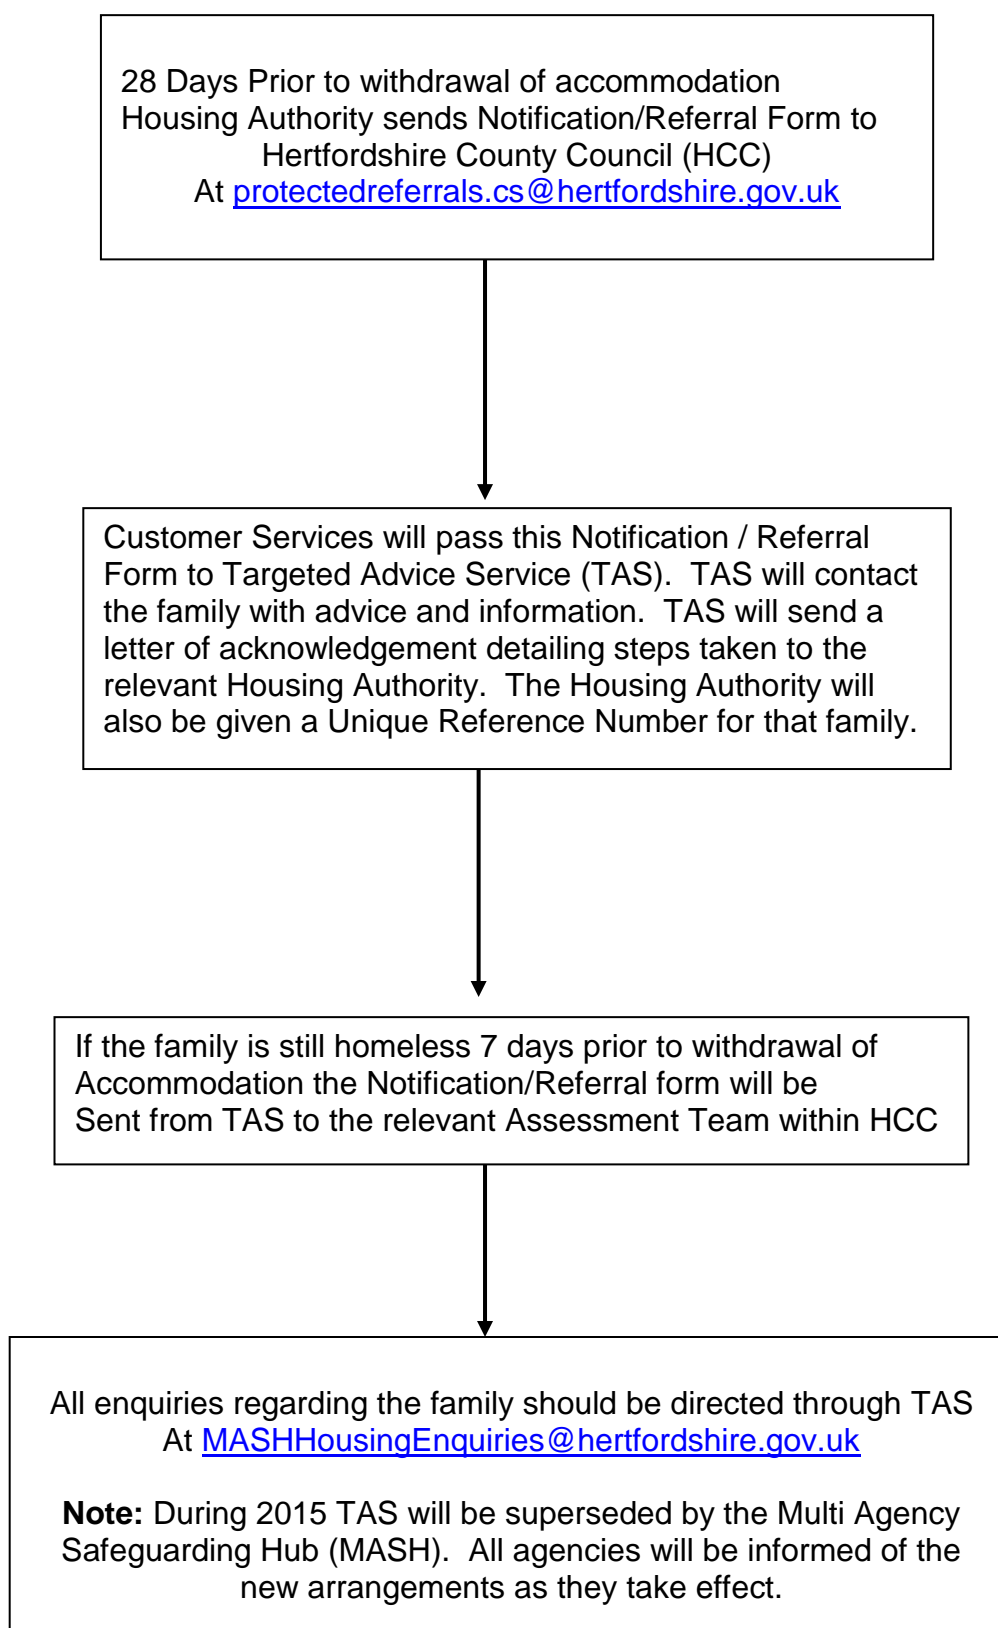 28 Days Prior to withdrawal of accommodation
Housing Authority sends Notification/Referral Form to
Hertfordshire County Council (HCC)
At protectedreferrals.cs@hertfordshire.gov.uk
Customer Services will pass this Notification / Referral
Form to Targeted Advice Service (TAS).  TAS will contact
the family with advice and information.  TAS will send a
letter of acknowledgement detailing steps taken to the
relevant Housing Authority.  The Housing Authority will
also be given a Unique Reference Number for that family.
If the family is still homeless 7 days prior to withdrawal of
Accommodation the Notification/Referral form will be
Sent from TAS to the relevant Assessment Team within HCC
All enquiries regarding the family should be directed through TAS
At MASHHousingEnquiries@hertfordshire.gov.uk
Note: During 2015 TAS will be superseded by the Multi Agency
Safeguarding Hub (MASH).  All agencies will be informed of the
new arrangements as they take effect.